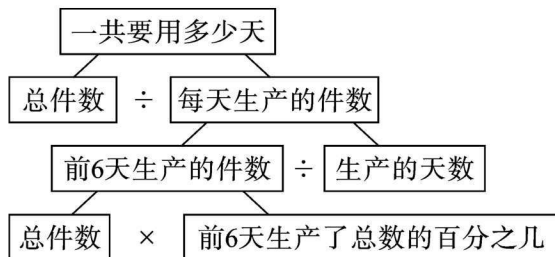 一共要用多少天
总件数 ÷ 每天生产的件数
前6天生产的件数 ÷ 生产的天数
总件数 × 前6天生产了总数的百分之几